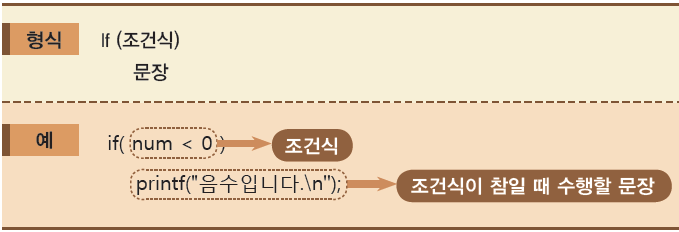 형식 If (조건식)
문장
예 if( num < 0 ) 조건식
printf("음수입니다.\n"); 조건식이 참일 때 수행할 문장